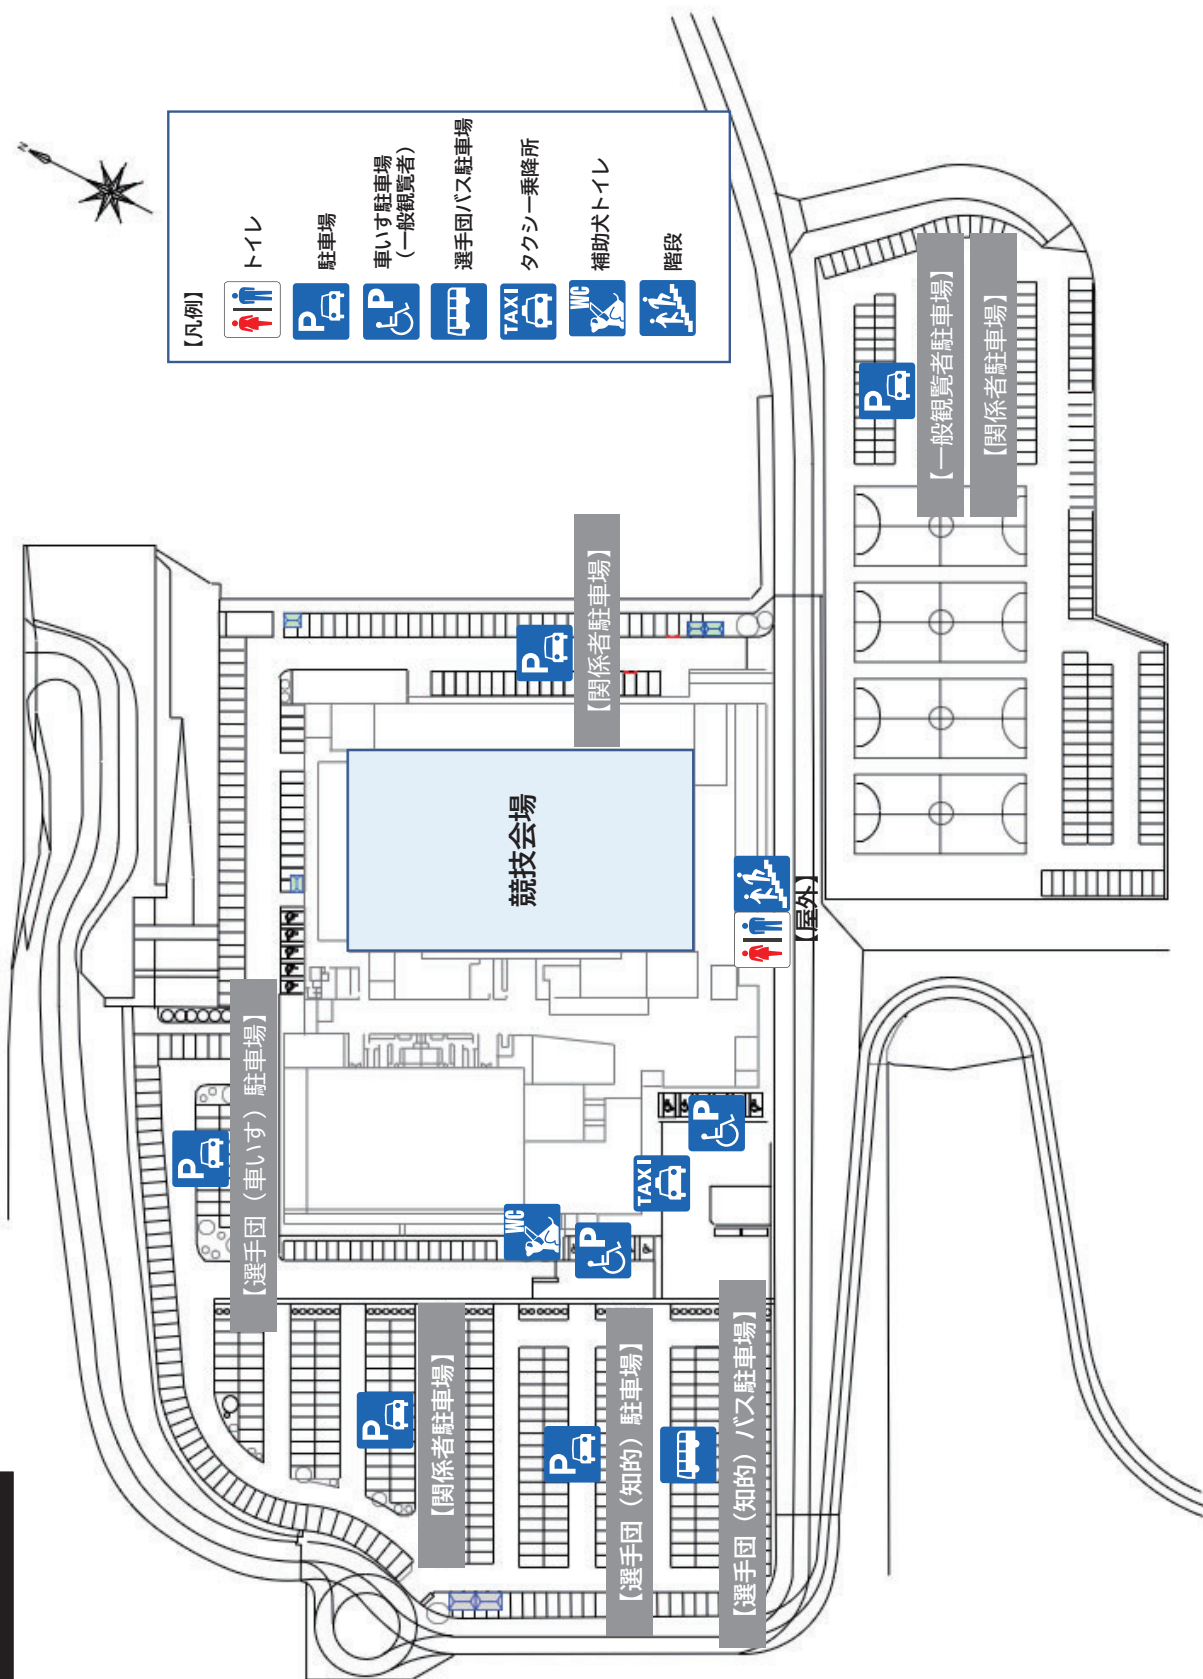 N
【凡例】
トイレ
P
駐車場
P
車いす駐車場
（一般観覧者）
選手団バス駐車場
TAXI
タクシー乗降所
WC
補助犬トイレ
階段
P
【選手団（車いす）駐車場】
P
【関係者駐車場】
競技会場
【屋外】
P
TAXI
WC
P
P
【関係者駐車場】
P
【選手団（知的）駐車場】
【選手団（知的）バス駐車場】
P
【一般観覧者駐車場】
【関係者駐車場】